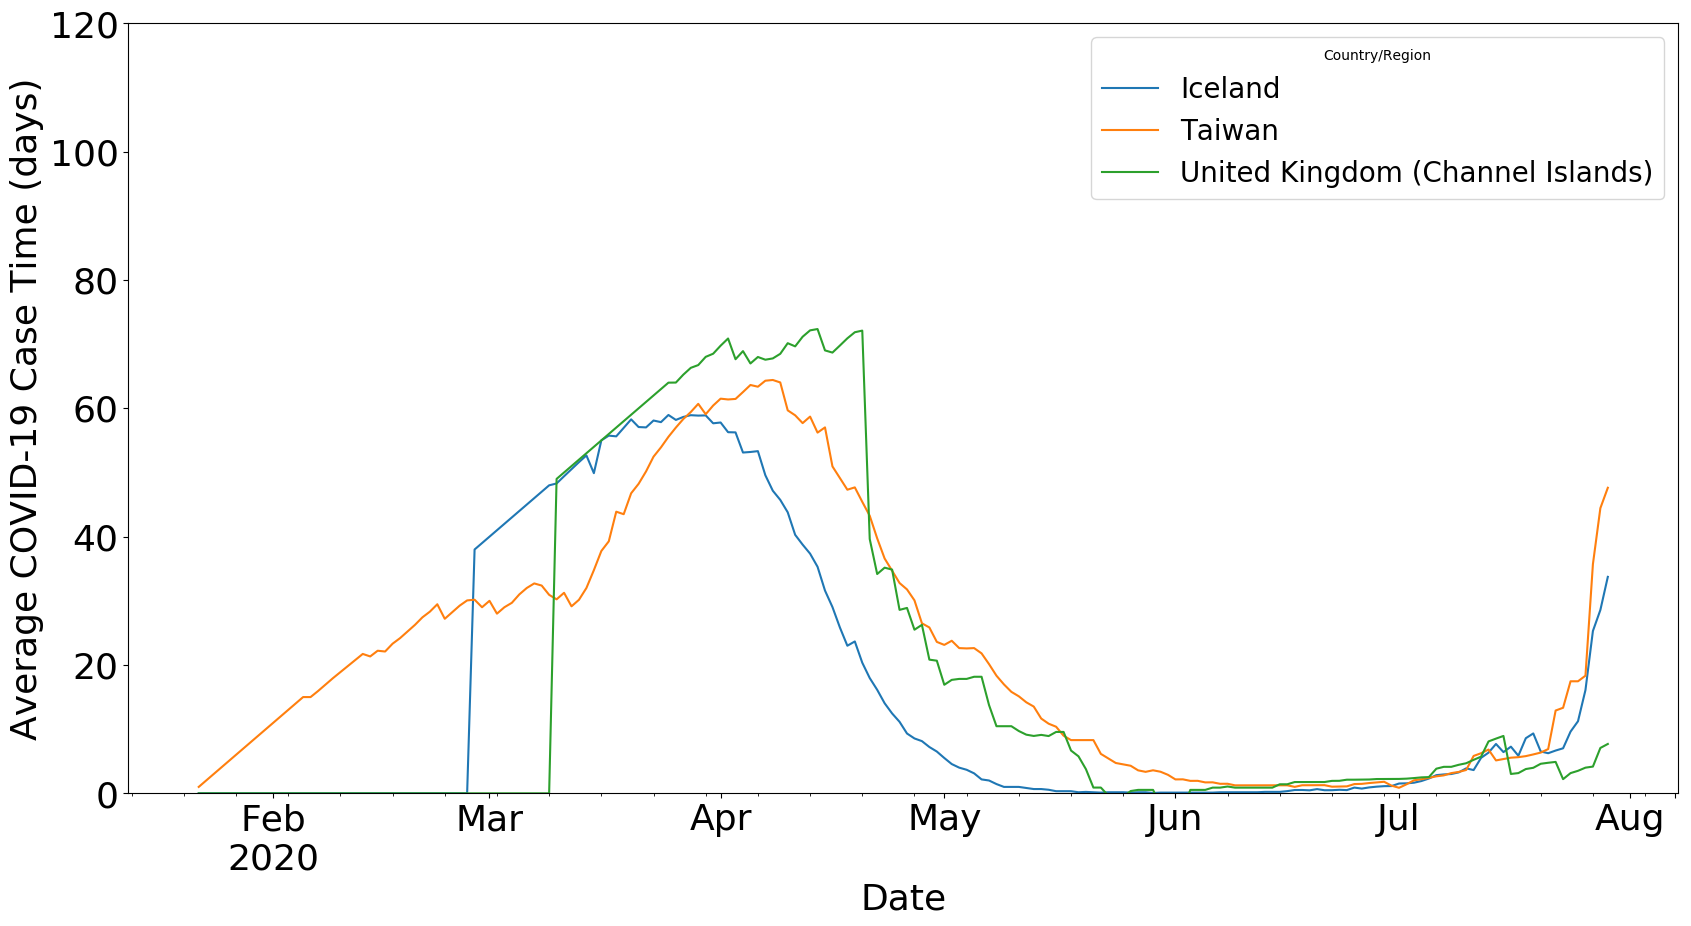 120
100
80
60
40
20
0
Average COVID-19 Case Time (days)
Country/Region
Iceland
Taiwan
United Kingdom (Channel Islands)
Feb
2020
Mar
Apr
May
Jun
Jul
Aug
Date